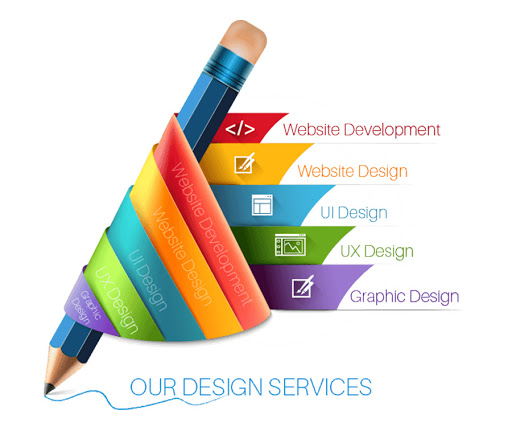 </> Website Development
Website Design
UI Design
UX Design
Graphic Design
Website Development
Website Design
UI Design
UX Design
Graphic
Design
OUR DESIGN SERVICES